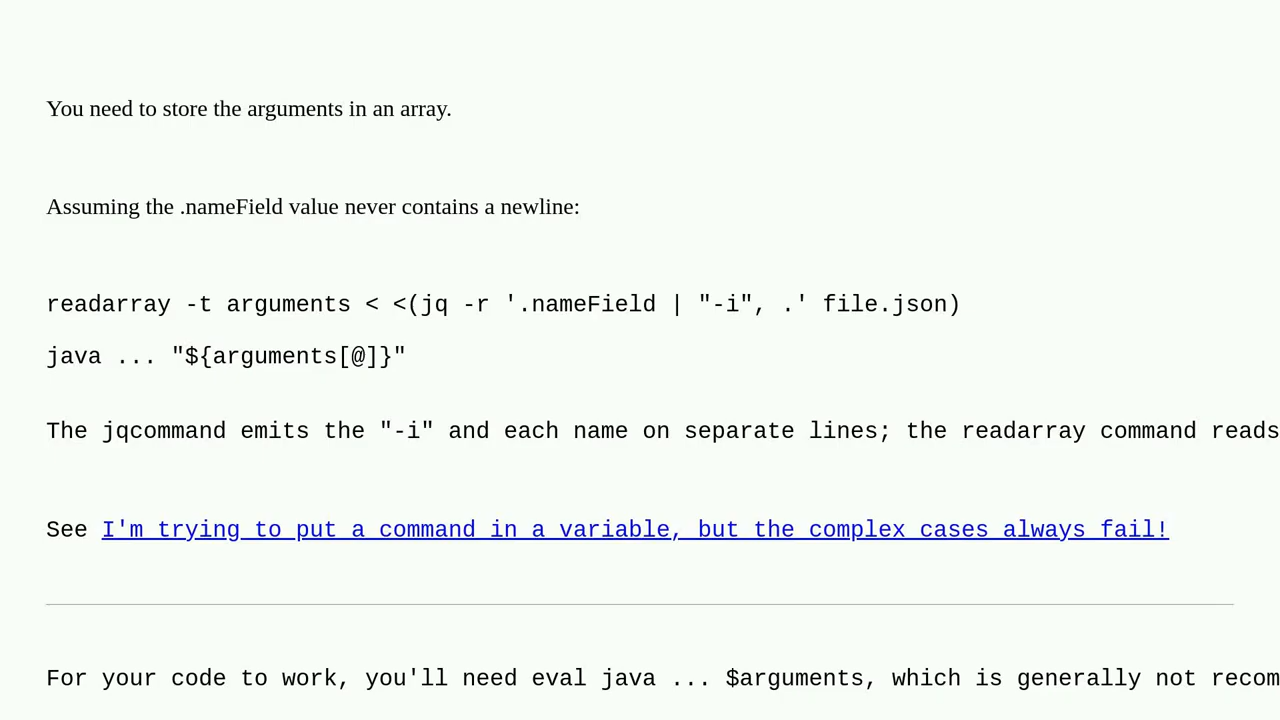 You need to store the arguments in an array.
Assuming the .nameField value never contains a newline:
readarray -t arguments < <(jq -r '.nameField | "-i", .' file.json)
java ... "${arguments[@]}"
The jqcommand emits the "-i" and each name on separate lines; the readarray command reads
See I'm trying to put a command in a variable, but the complex cases always fail!
For your code to work, you'll need eval java ... $arguments, which is generally not recom